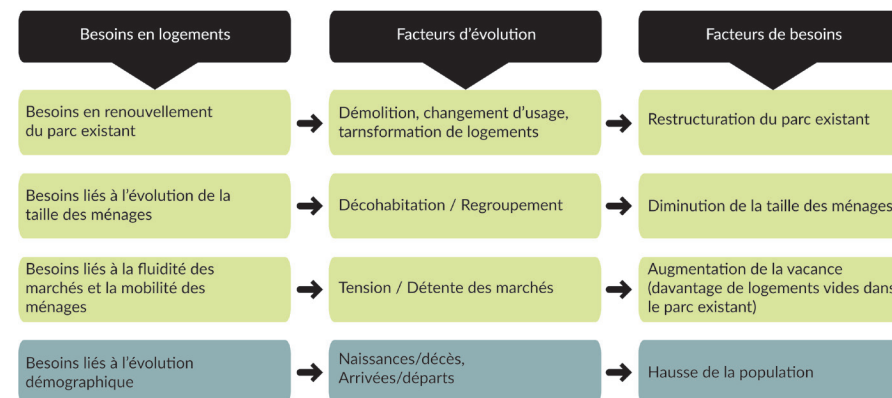 Besoins en logements
Facteurs d’évolution
Facteurs de besoins
Besoins en renouvellement
du parc existant
Démolition, changement d’usage,
tarnsformation de logements
Restructuration du parc existant
Besoins liés à l’évolution de la
taille des ménages
Décohabitation / Regroupement
Diminution de la taille des ménages
Besoins liés à la fluidité des
marchés et la mobilité des
ménages
Tension / Détente des marchés
Augmentation de la vacance
(davantage de logements vides dans
le parc existant)
Besoins liés à l’évolution
démographique
Naissances/décès,
Arrivées/départs
Hausse de la population